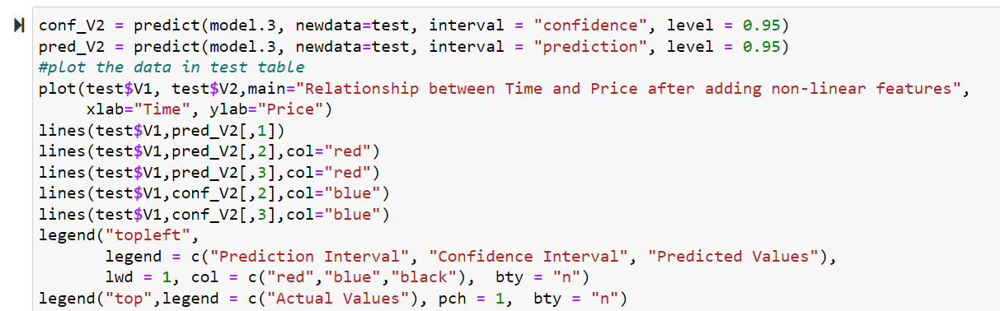 conf_V2 = predict(model.3, newdata=test, interval = "confidence", level = 0.95)
pred_V2 = predict(model.3, newdata=test, interval = "prediction", level = 0.95)
#plot the data in test table
plot(test$V1, test$V2,main="Relationship between Time and Price after adding non-linear features",
     xlab="Time", ylab="Price")
lines(test$V1,pred_V2[,1])
lines(test$V1,pred_V2[,2],col="red")
lines(test$V1,pred_V2[,3],col="red")
lines(test$V1,conf_V2[,2],col="blue")
lines(test$V1,conf_V2[,3],col="blue")
legend("topleft",
       legend = c("Prediction Interval", "Confidence Interval", "Predicted Values"),
       lwd = 1, col = c("red","blue","black"),  bty = "n")
legend("top",legend = c("Actual Values"), pch = 1,  bty = "n")